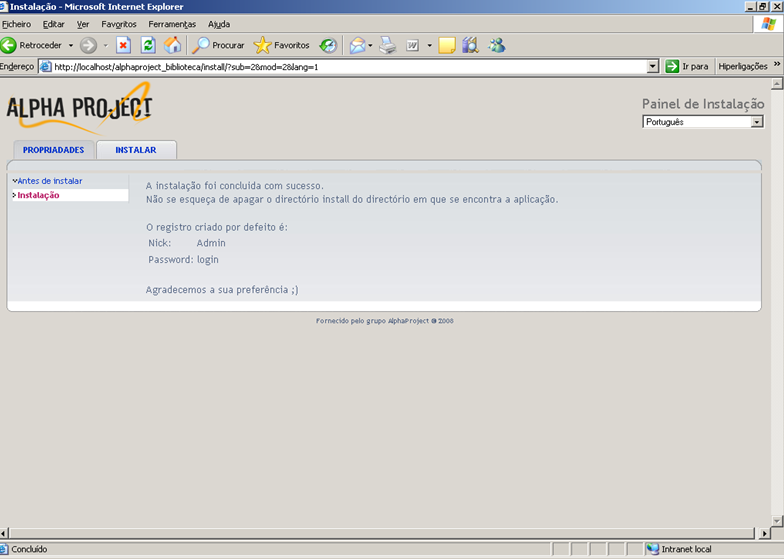 Instalação - Microsoft Internet Explorer
Ficheiro Editar Ver Favoritos Ferramentas Ajuda
Retroceder Procurar Favoritos
Endereço http://localhost/alphaproject_biblioteca/install/?sub=2&mod=2&lang=1 Ir para Hiperligações »
ALPHA PROJECT
Painel de Instalação
Português
PROPRIADADES INSTALAR
Antes de instalar
Instalação
A instalação foi concluida com sucesso.
Não se esqueça de apagar o directório install do directório em que se encontra a aplicação.
O registro criado por defeito é:
Nick: Admin
Password: login
Agradecemos a sua preferência ;)
Fornecido pelo grupo AlphaProject @
Concluído Intranet local